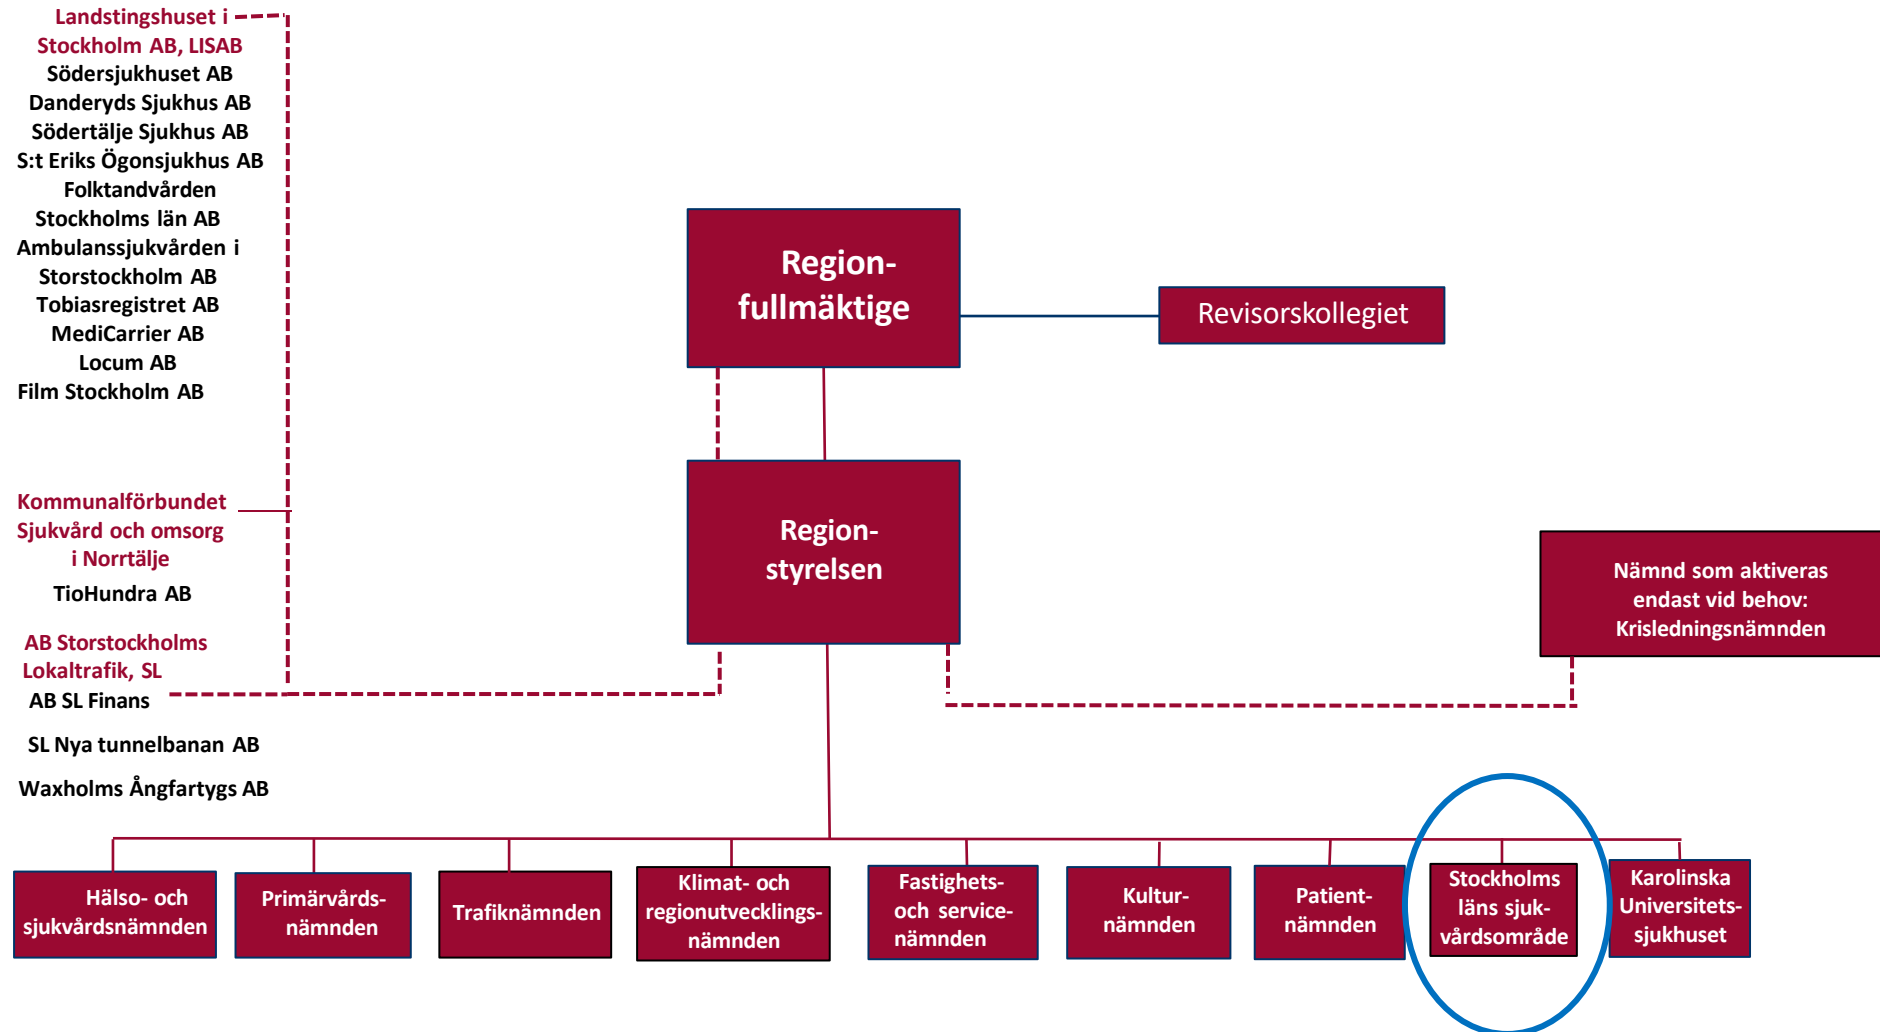 Landstingshuset i
Stockholm AB, LISAB
Södersjukhuset AB
Danderyds Sjukhus AB
Södertälje Sjukhus AB
S:t Eriks Ögonsjukhus AB
Folktandvården
Stockholms län AB
Ambulanssjukvården i
Storstockholm AB
Tobiasregistret AB
MediCarrier AB
Locum AB
Film Stockholm AB
Kommunalförbundet
Sjukvård och omsorg
i Norrtälje
TioHundra AB
AB Storstockholms
Lokaltrafik, SL
AB SL Finans
SL Nya tunnelbanan AB
Waxholms Ångfartygs AB
Region-
fullmäktige
Revisorskollegiet
Region-
styrelsen
Nämnd som aktiveras
endast vid behov:
Krisledningsnämnden
Hälso- och
sjukvårdsnämnden
Primärvårds-
nämnden
Trafiknämnden
Klimat- och
regionutvecklings-
nämnden
Fastighets-
och service-
nämnden
Kultur-
nämnden
Patient-
nämnden
Stockholms
läns sjuk-
vårdsområde
Karolinska
Universitets-
sjukhuset